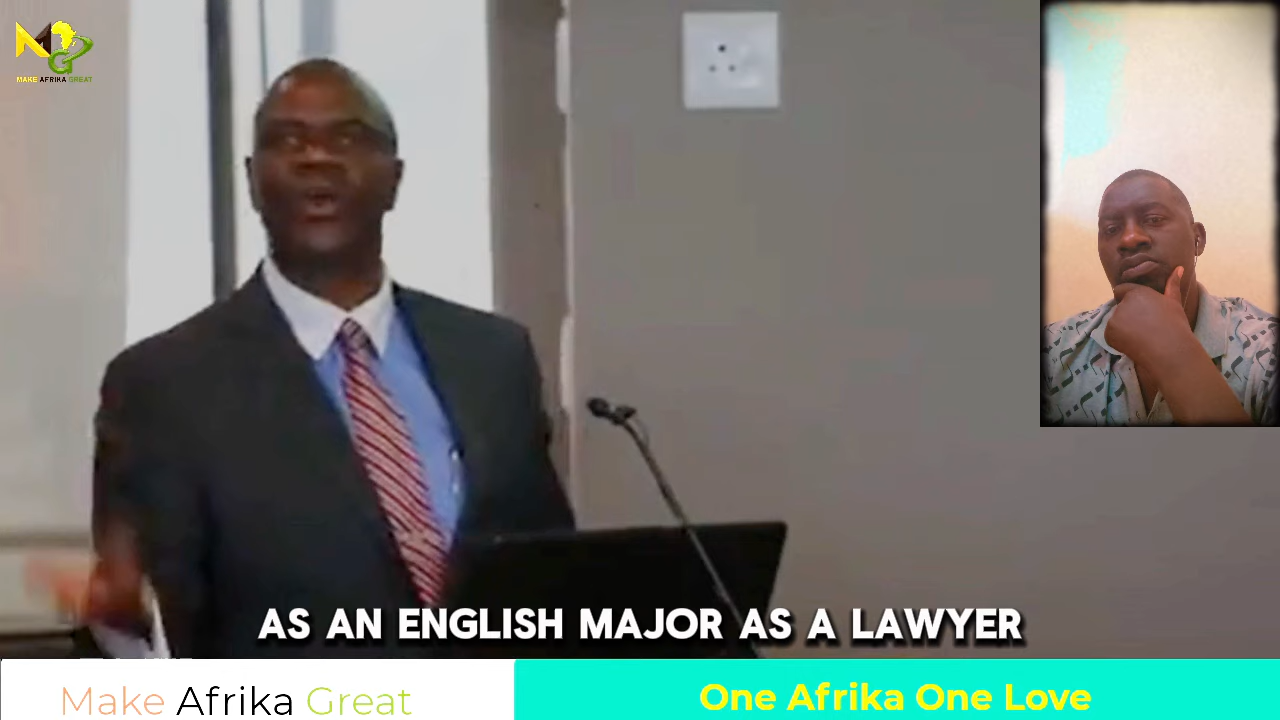 MAKE AFRIKA GREAT
AS AN ENGLISH MAJOR AS A LAWYER
Make Afrika Great
One Afrika One Love